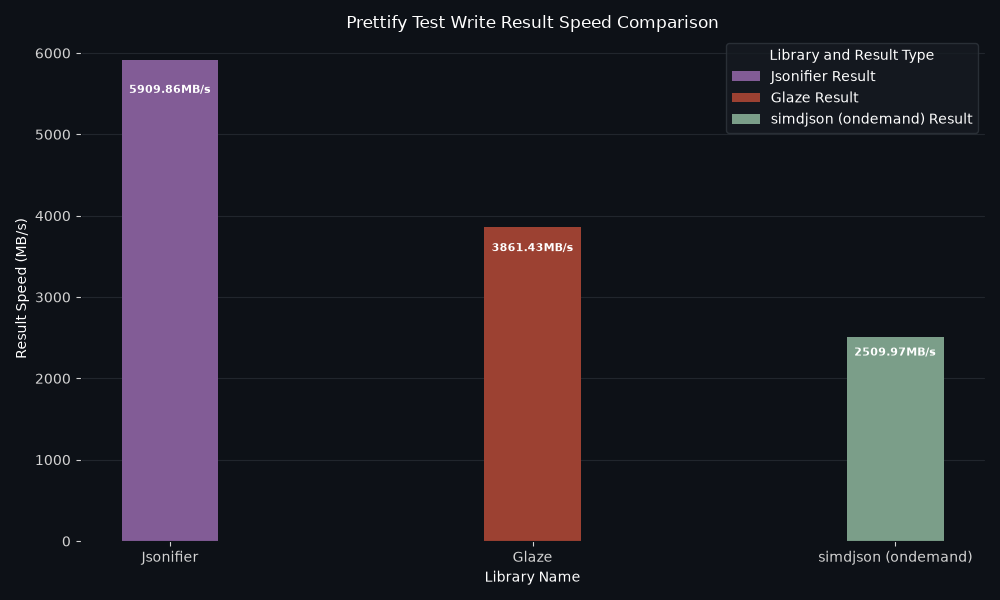 Prettify Test Write Result Speed Comparison
Library and Result Type
Jsonifier Result
Glaze Result
simdjson (ondemand) Result
Result Speed (MB/s)
6000
5000
4000
3000
2000
1000
0
5909.86MB/s
3861.43MB/s
2509.97MB/s
Jsonifier
Glaze
simdjson (ondemand)
Library Name